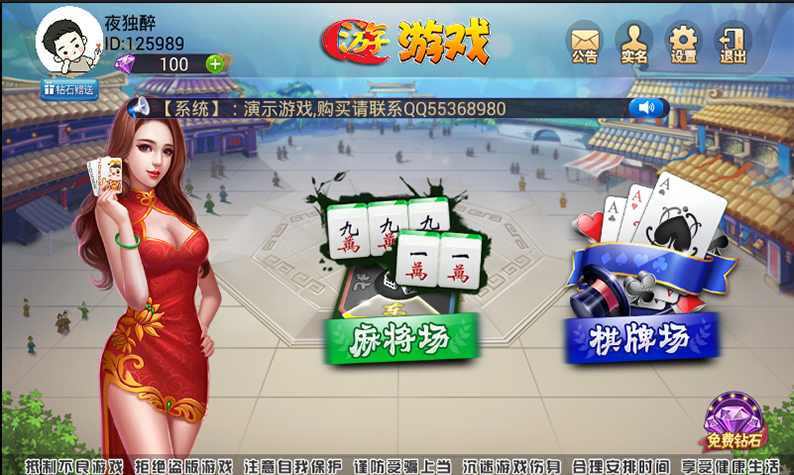 夜独醉
ID:125989
100
钻石赠送
游 游戏
公告
实名
设置
退出
【系统】:演示游戏,购买请联系QQ55368980
九萬 九萬 九萬
一萬 一萬
A A A A
麻将场
棋牌场
免费钻石
抵制不良游戏 拒绝盗版游戏 注意自我保护 谨防受骗上当 沉迷游戏伤身 合理安排时间 享受健康生活